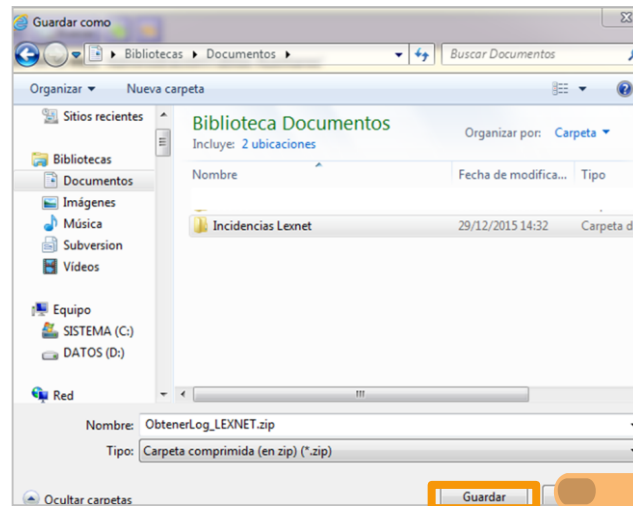 Guardar como
Bibliotecas Documentos Buscar Documentos
Organizar Nueva carpeta
Sitios recientes
Bibliotecas
Documentos
Imágenes
Música
Subversion
Vídeos
Equipo
SISTEMA (C:)
DATOS (D:)
Red
Biblioteca Documentos
Incluye: 2 ubicaciones
Organizar por: Carpeta
Nombre Fecha de modifica... Tipo
Incidencias Lexnet 29/12/2015 14:32 Carpeta d
Nombre: ObtenerLog_LEXNET.zip
Tipo: Carpeta comprimida (en zip) (*.zip)
Ocultar carpetas Guardar